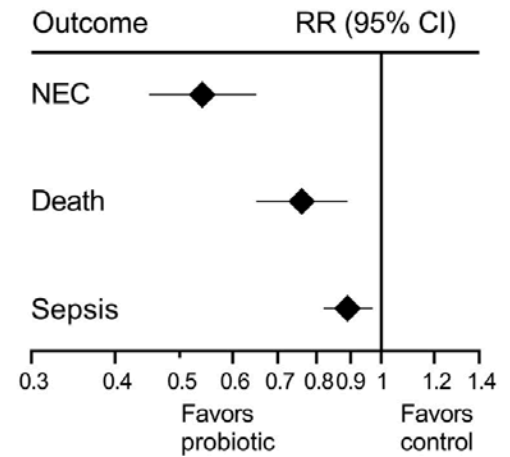 Outcome RR (95% CI)
NEC
Death
Sepsis
0.3 0.4 0.5 0.6 0.7 0.8 0.9 1 1.2 1.4
Favors probiotic
Favors control